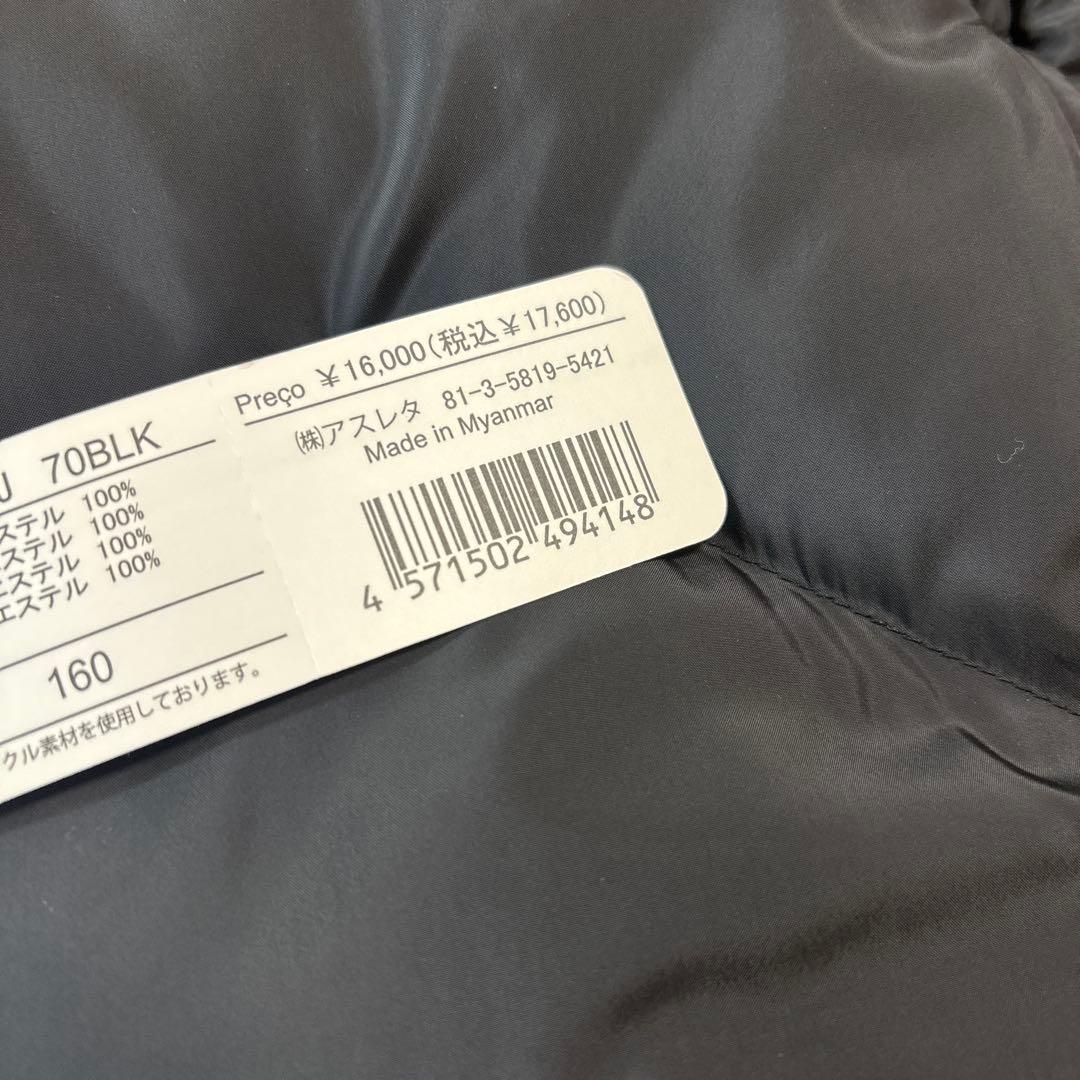 J 70BLK
ステル 100%
ステル 100%
エステル 100%
エステル 100%
160
クル素材を使用しております。
Preço ¥16,000(税込¥17,600)
㈱アスレタ 81-3-5819-5421
Made in Myanmar
4 571502 494148